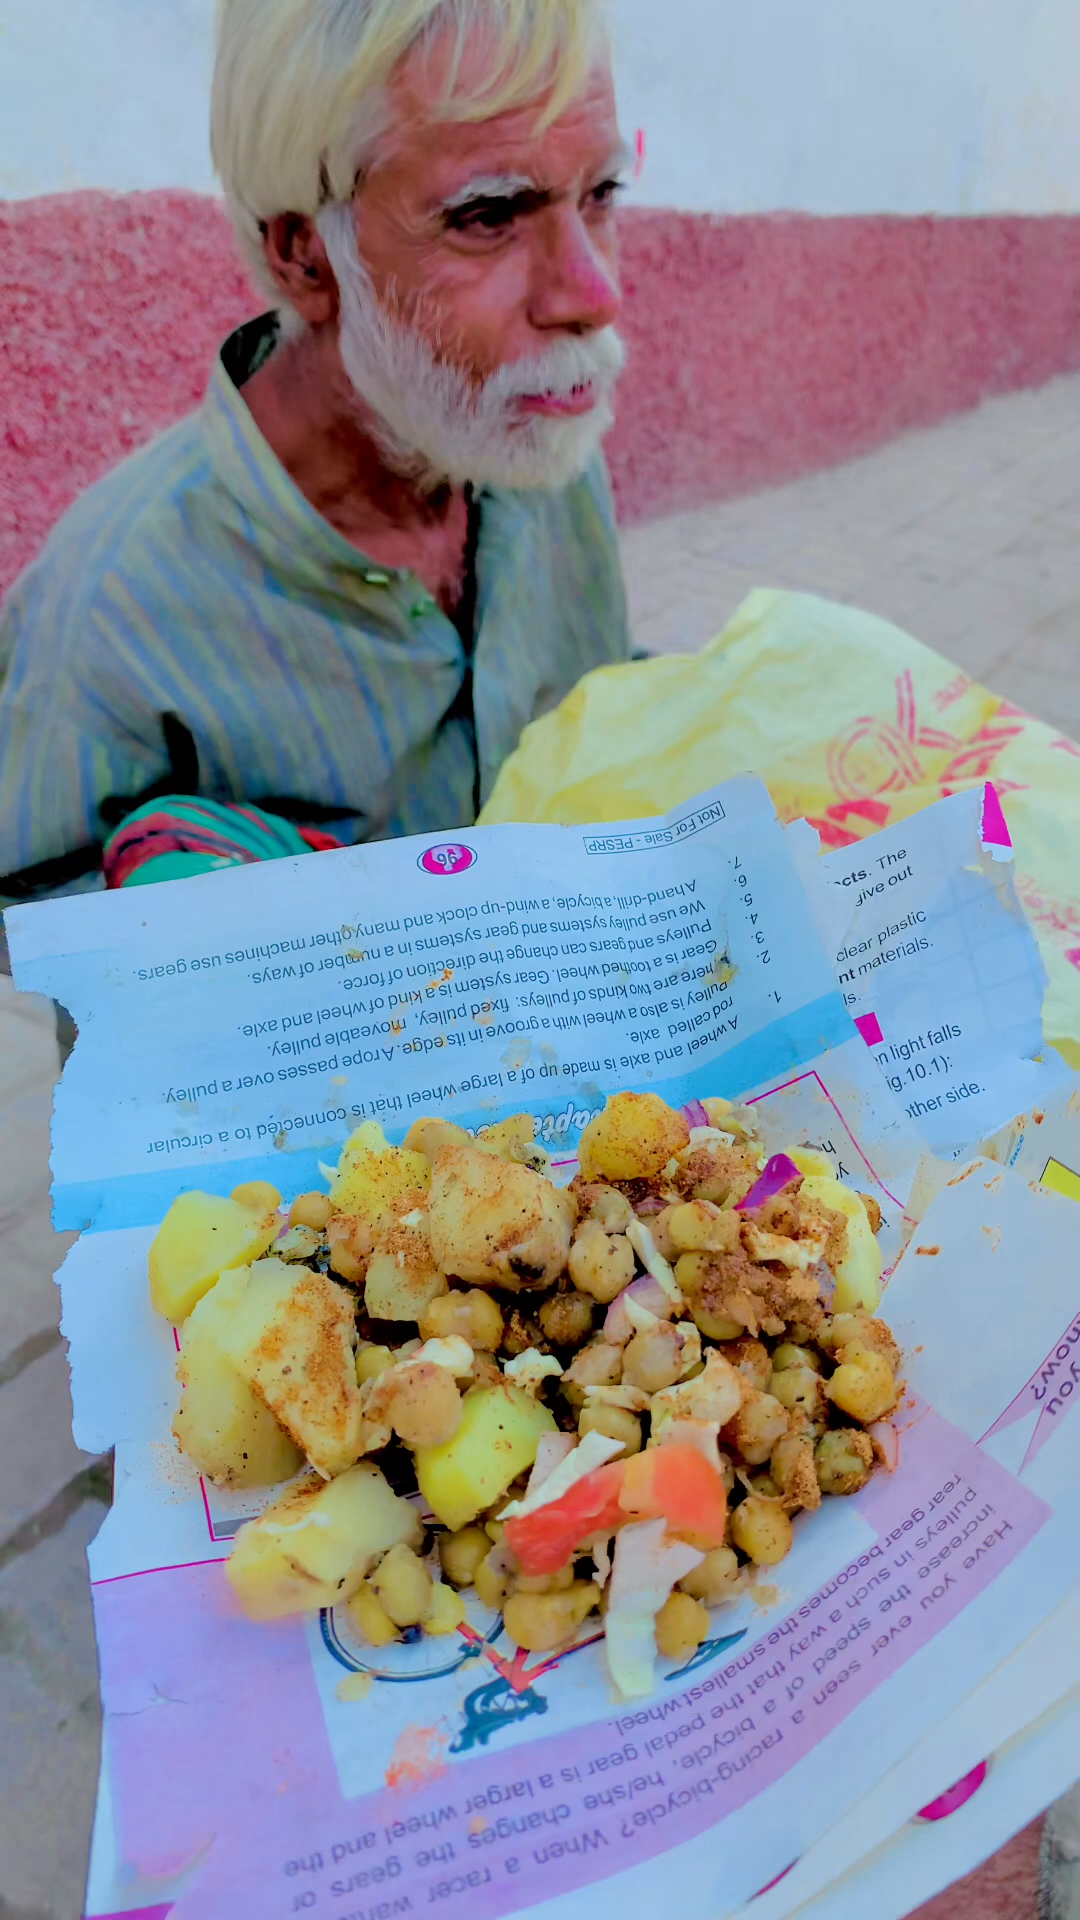 you
know?
Have you ever seen a racing-bicycle? When a racer wants
increase the speed of a bicycle, he/she changes the gears or
pulleys in such a way that the pedal gear is a larger wheel and the
rear gear becomes the smallest wheel.
1. A wheel and axle is made up of a large wheel that is connected to a circular
rod called axle.
2. Pulley is also a wheel with a groove in its edge. A rope passes over a pulley.
3. There are two kinds of pulleys: fixed pulley, moveable pulley.
4. Gear is a toothed wheel. Gear system is a kind of wheel and axle
5. Pulleys and gears can change the direction of force.
6. We use pulley systems and gear systems in a number of ways.
7. A hand-drill, a bicycle, a wind-up clock and many other machines use gears.
Not For Sale - PESRP
96
cts. The
give out
clear plastic
nt materials.
ls.
n light falls
ig.10.1):
other side.